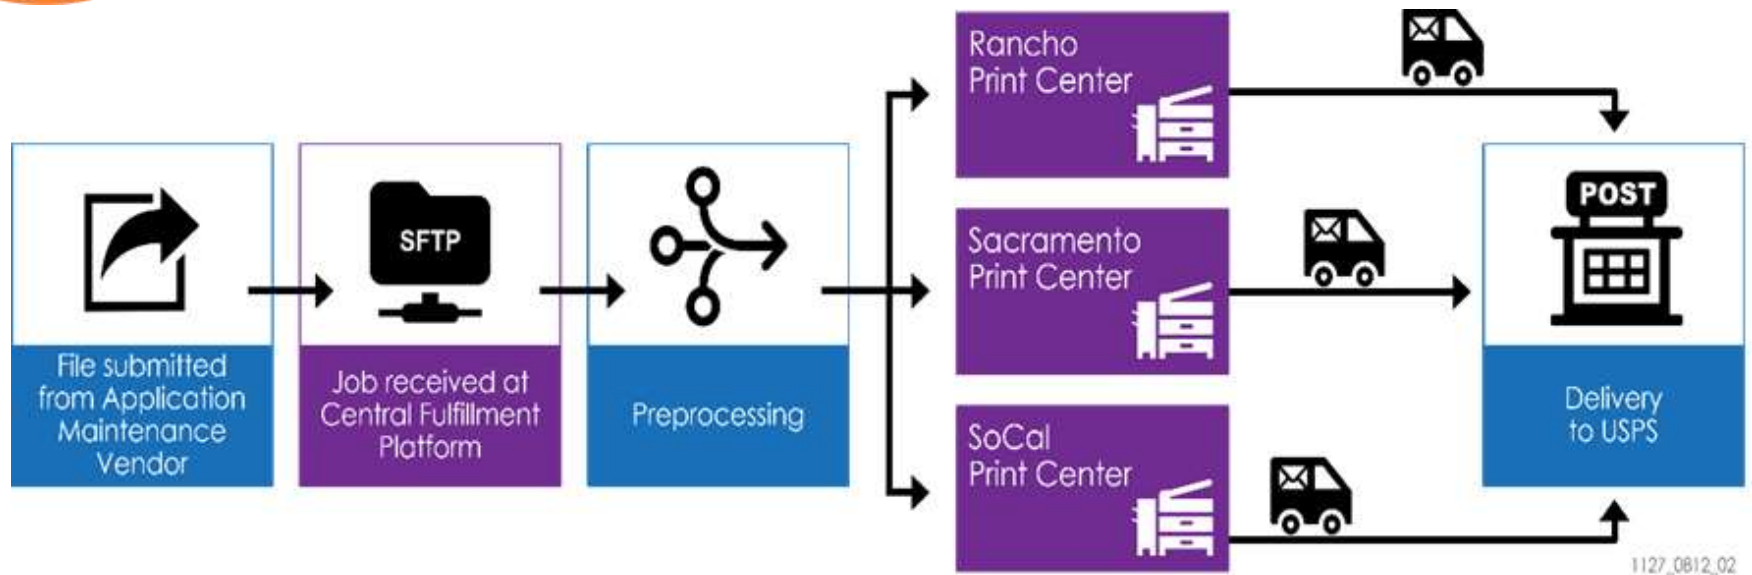 File submitted
from Application
Maintenance
Vendor
SFTP
Job received at
Central Fulfillment
Platform
Preprocessing
Rancho
Print Center
Sacramento
Print Center
SoCal
Print Center
POST
Delivery
to USPS
1127_0812_02